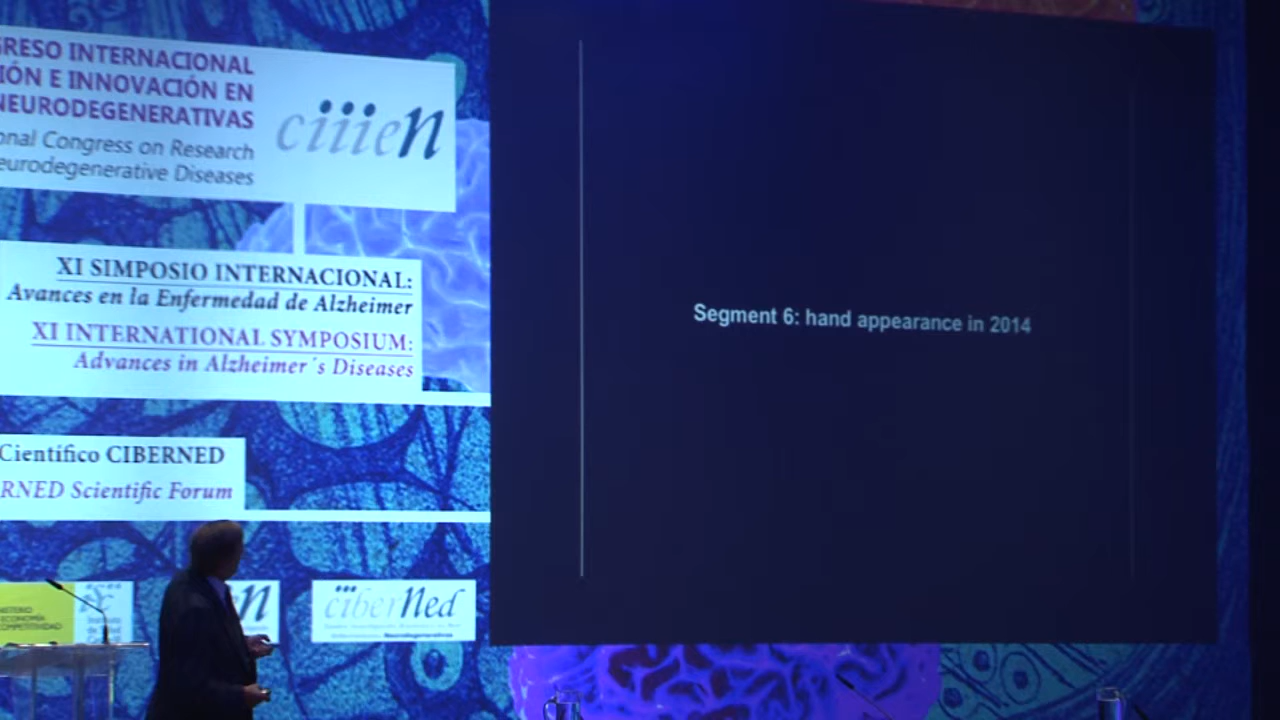 GRESO INTERNACIONAL
IÓN E INNOVACIÓN EN
NEURODEGENERATIVAS
onal Congress on Research
eurodegenerative Diseases
ciiieN
XI SIMPOSIO INTERNACIONAL:
Avances en la Enfermedad de Alzheimer
XI INTERNATIONAL SYMPOSIUM:
Advances in Alzheimer´s Diseases
Científico CIBERNED
RNED Scientific Forum
Segment 6: hand appearance in 2014
ciberNed
Neurodegenerativas